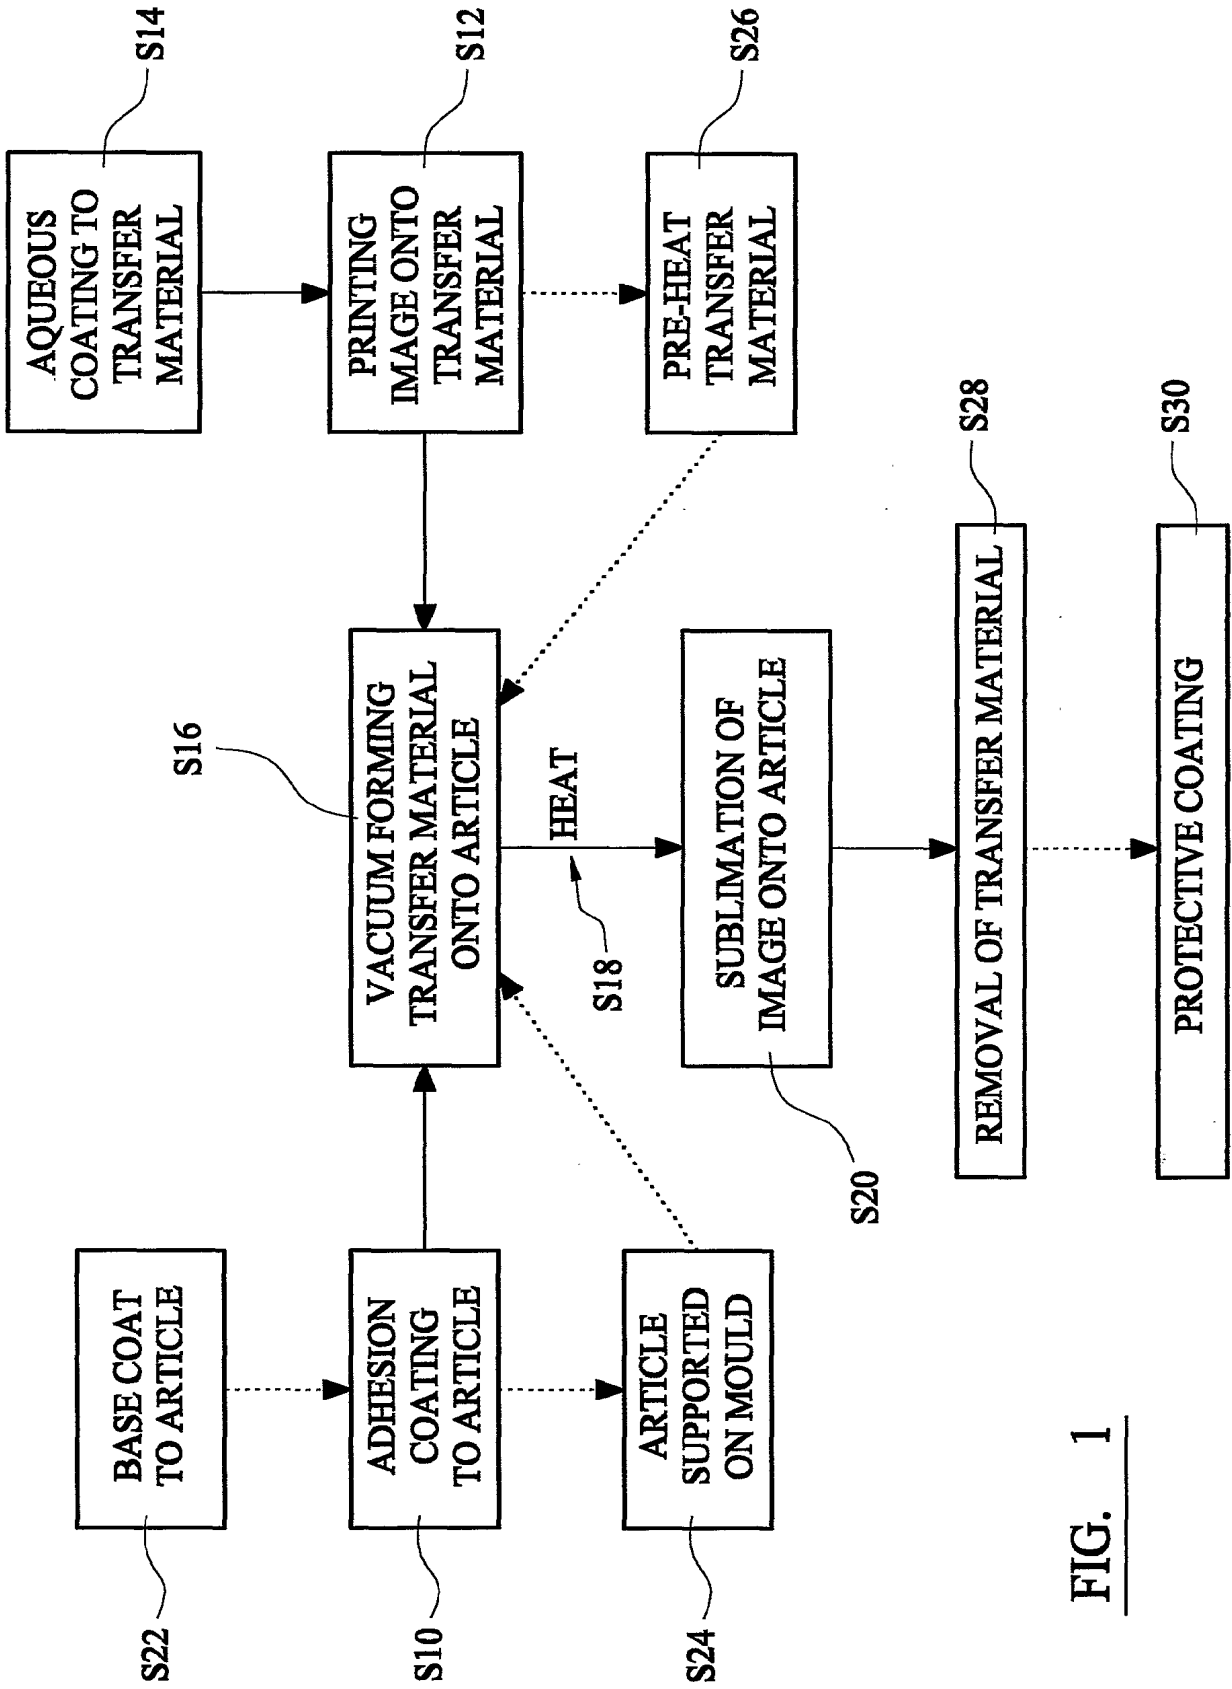 S22
BASE COAT
TO ARTICLE
S10
ADHESION
COATING
TO ARTICLE
S24
ARTICLE
SUPPORTED
ON MOULD
S16
VACUUM FORMING
TRANSFER MATERIAL
ONTO ARTICLE
S18
HEAT
S20
SUBLIMATION OF
IMAGE ONTO ARTICLE
S14
AQUEOUS
COATING TO
TRANSFER
MATERIAL
S12
PRINTING
IMAGE ONTO
TRANSFER
MATERIAL
S26
PRE-HEAT
TRANSFER
MATERIAL
S28
REMOVAL OF TRANSFER MATERIAL
S30
PROTECTIVE COATING
FIG. 1